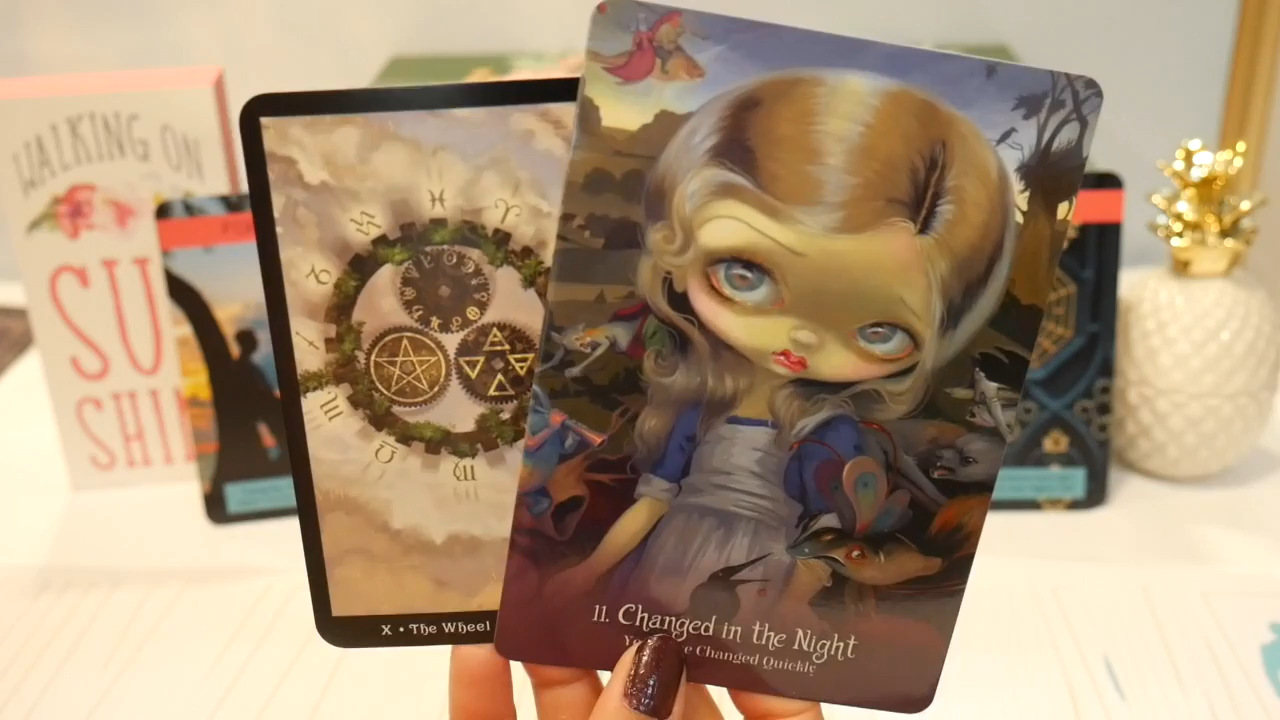 WALKING ON
SU
SHI
X • The Wheel
11. Changed in the Night
Changed Quickly